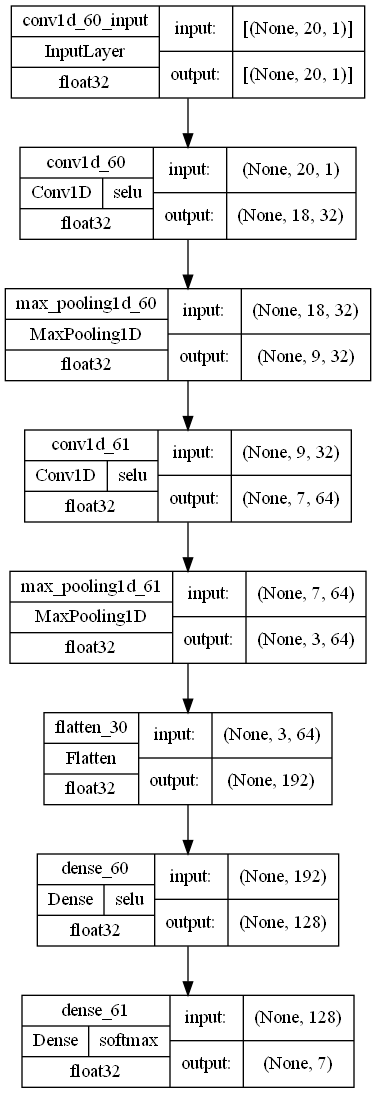 conv1d_60_input input: [(None, 20, 1)]
InputLayer
float32 output: [(None, 20, 1)]
conv1d_60 input: (None, 20, 1)
Conv1D selu
float32 output: (None, 18, 32)
max_pooling1d_60 input: (None, 18, 32)
MaxPooling1D
float32 output: (None, 9, 32)
conv1d_61 input: (None, 9, 32)
Conv1D selu
float32 output: (None, 7, 64)
max_pooling1d_61 input: (None, 7, 64)
MaxPooling1D
float32 output: (None, 3, 64)
flatten_30 input: (None, 3, 64)
Flatten
float32 output: (None, 192)
dense_60 input: (None, 192)
Dense selu
float32 output: (None, 128)
dense_61 input: (None, 128)
Dense softmax
float32 output: (None, 7)